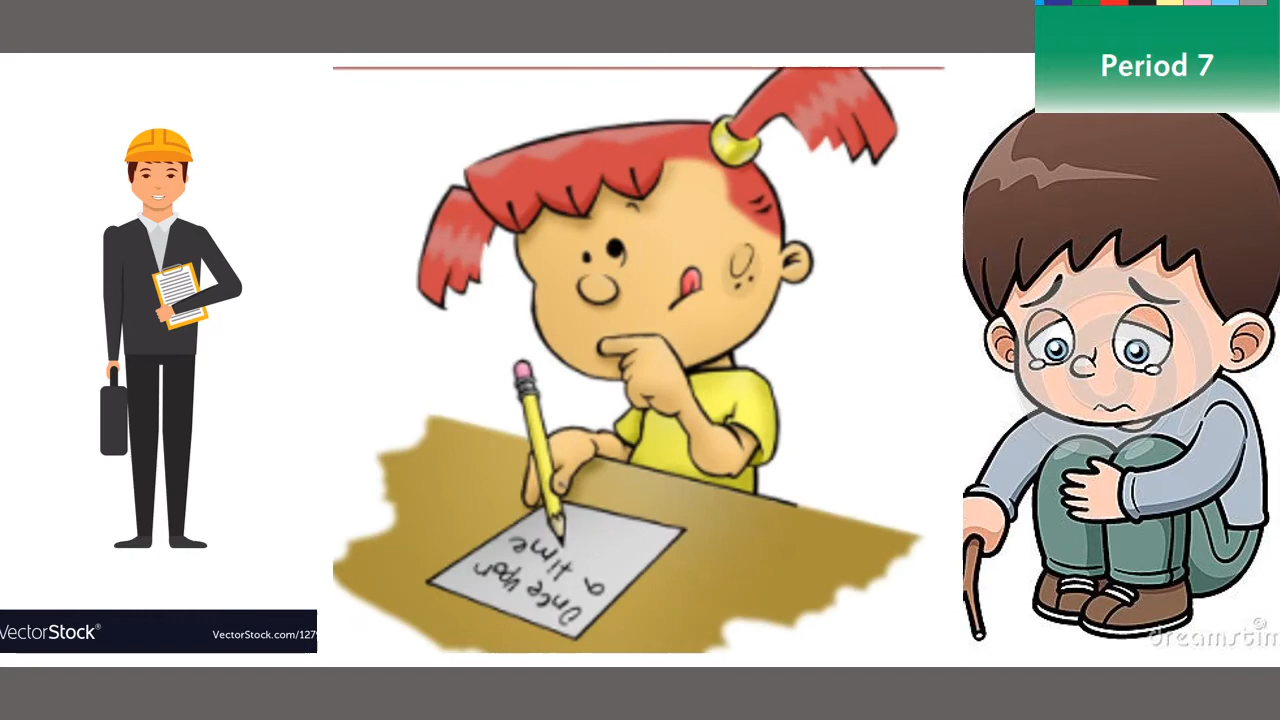 Period 7
Once upon
a time
VectorStock®
VectorStock.com/127
dreamstim